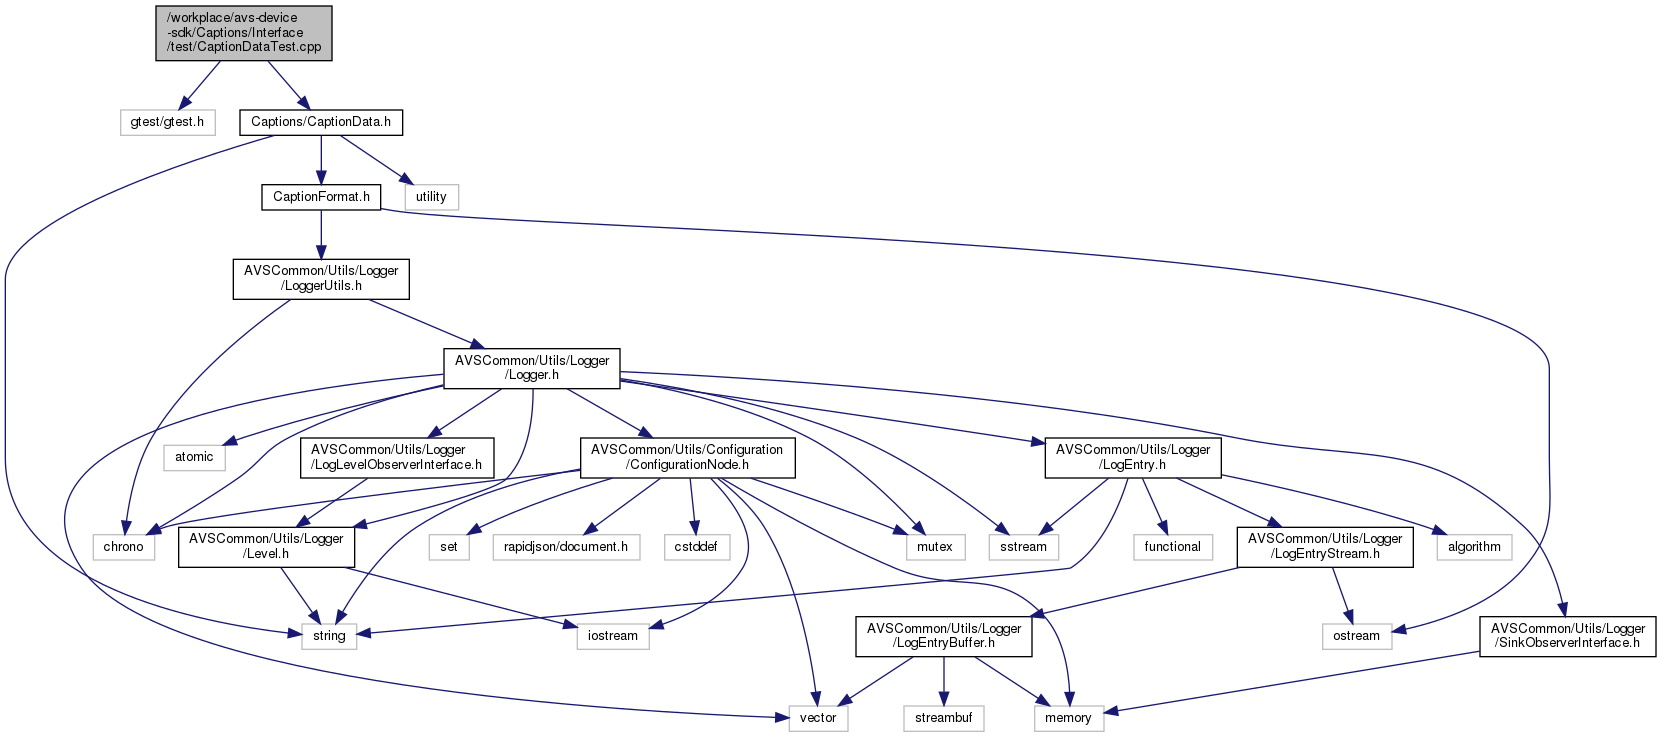 /workplace/avs-device
-sdk/Captions/Interface
/test/CaptionDataTest.cpp
gtest/gtest.h
Captions/CaptionData.h
CaptionFormat.h
utility
AVSCommon/Utils/Logger
/LoggerUtils.h
AVSCommon/Utils/Logger
/Logger.h
atomic
AVSCommon/Utils/Logger
/LogLevelObserverInterface.h
AVSCommon/Utils/Configuration
/ConfigurationNode.h
AVSCommon/Utils/Logger
/LogEntry.h
chrono
AVSCommon/Utils/Logger
/Level.h
set
rapidjson/document.h
cstddef
mutex
sstream
functional
AVSCommon/Utils/Logger
/LogEntryStream.h
algorithm
string
iostream
AVSCommon/Utils/Logger
/LogEntryBuffer.h
ostream
AVSCommon/Utils/Logger
/SinkObserverInterface.h
vector
streambuf
memory